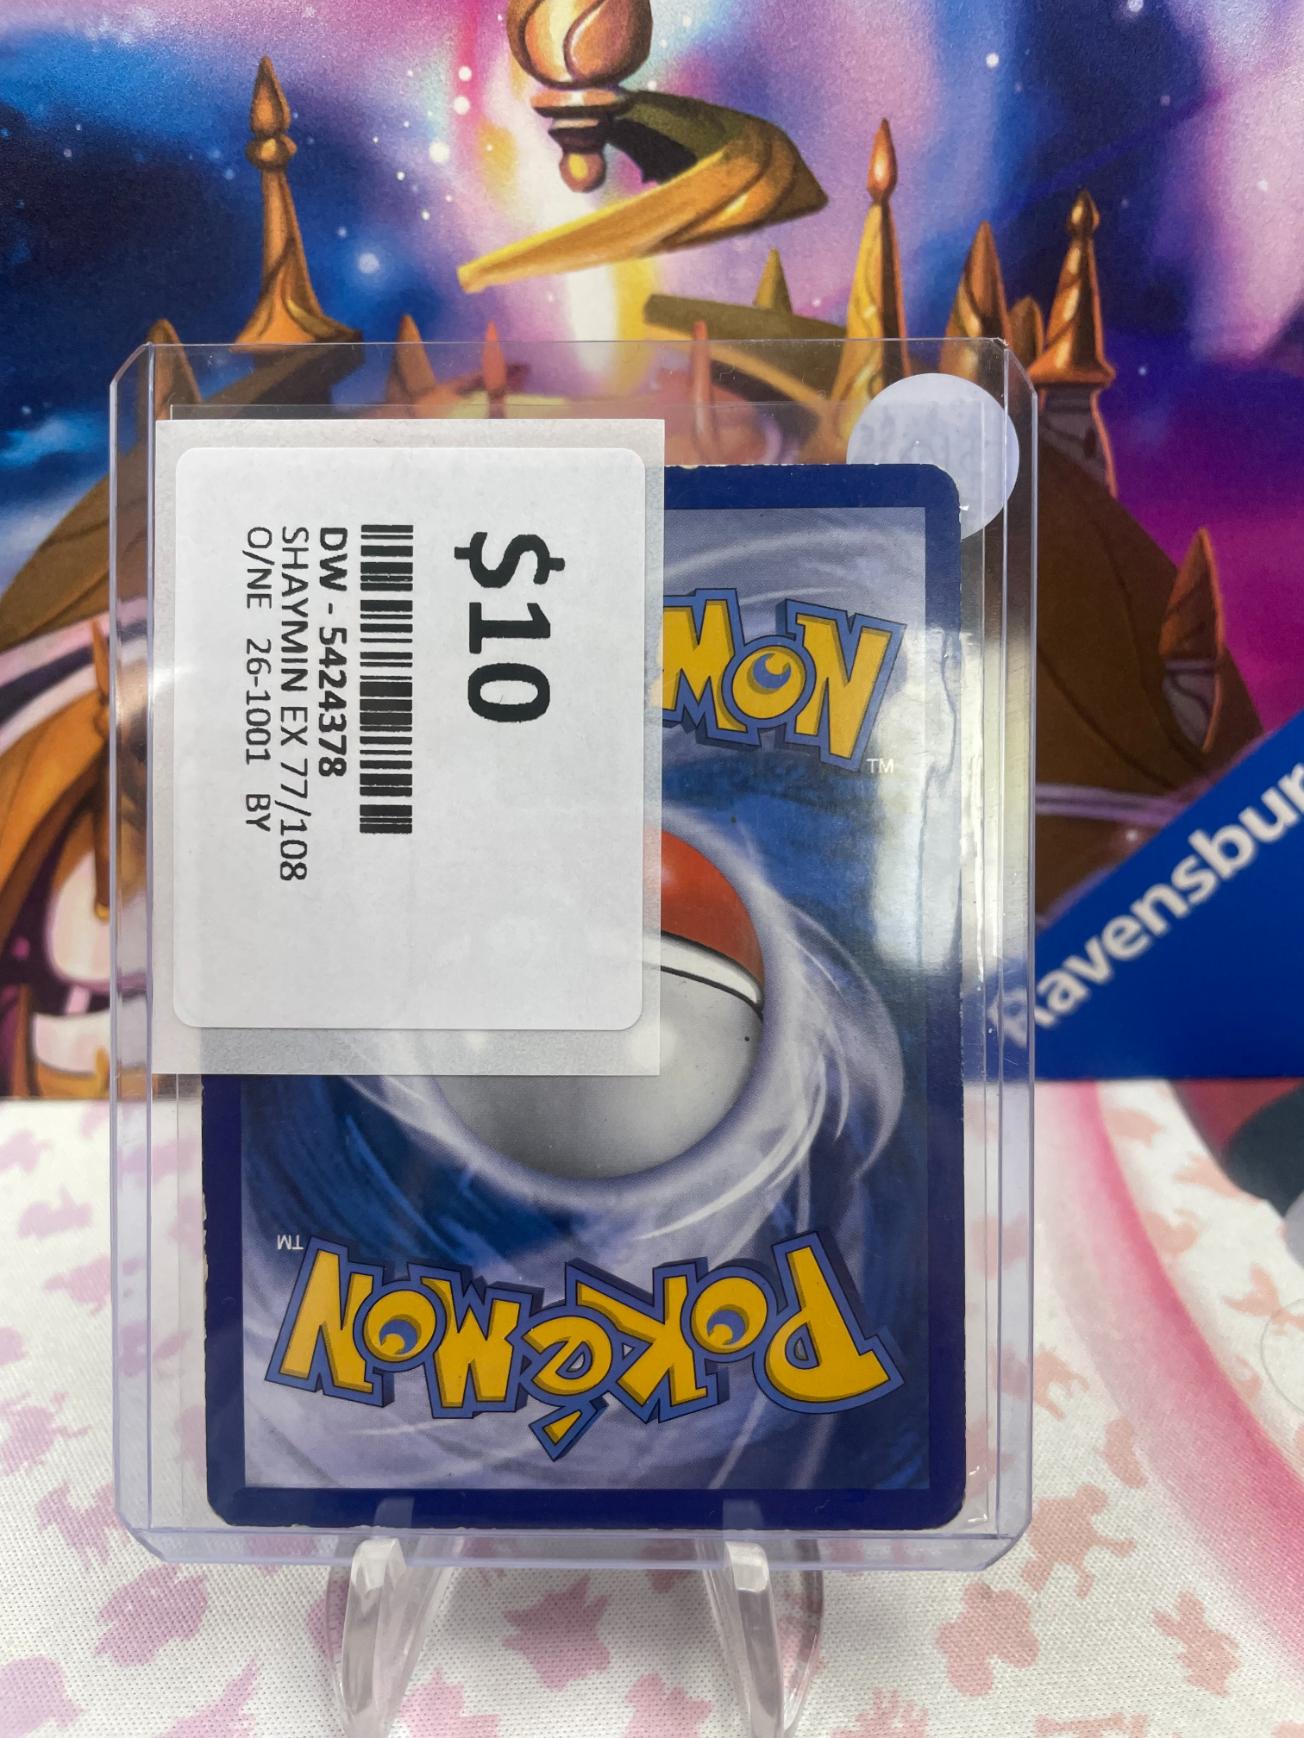 $10
DW - 5424378
SHAYMIN EX 77/108
O/NE 26-1001 BY
MON
TM
POKéMON
TM
Ravensbur